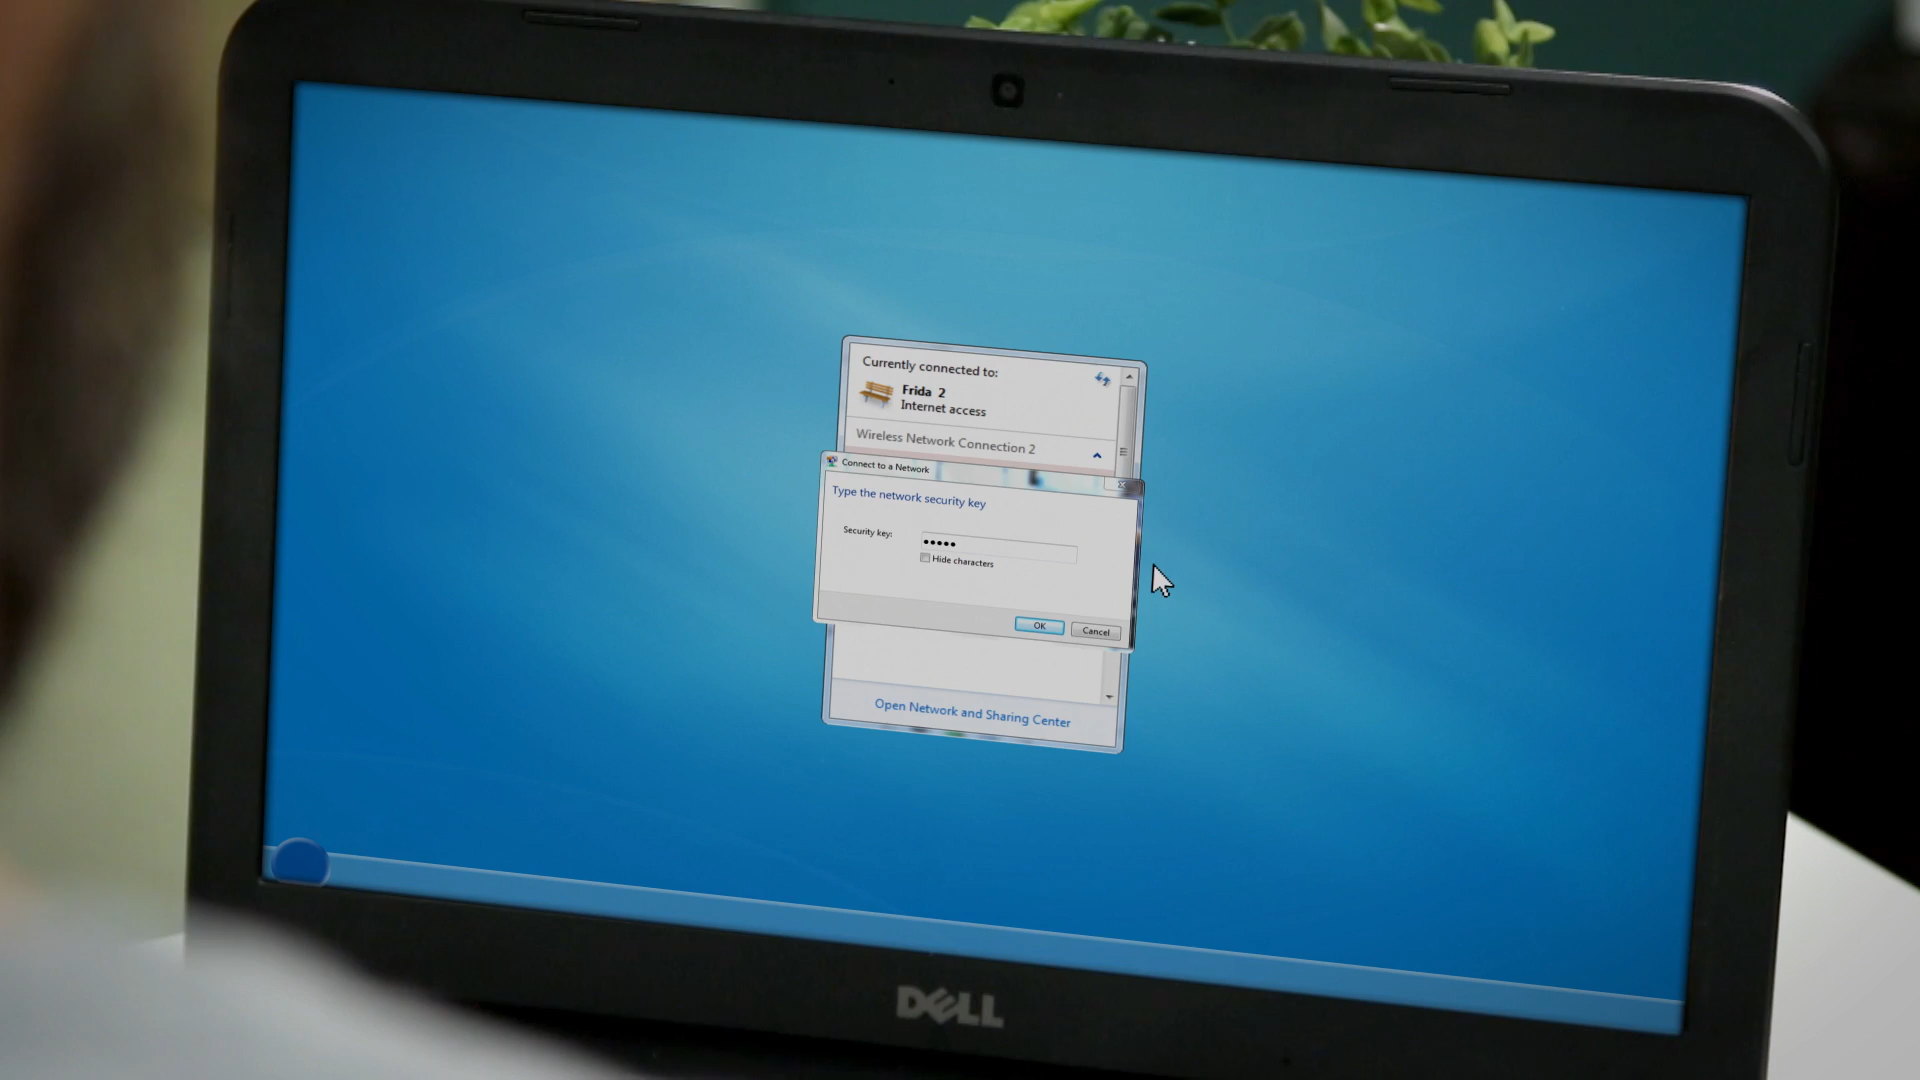 Currently connected to:
Frida 2
Internet access
Wireless Network Connection 2
Connect to a Network
Type the network security key
Security key:
•••••
Hide characters
OK
Cancel
Open Network and Sharing Center
DELL